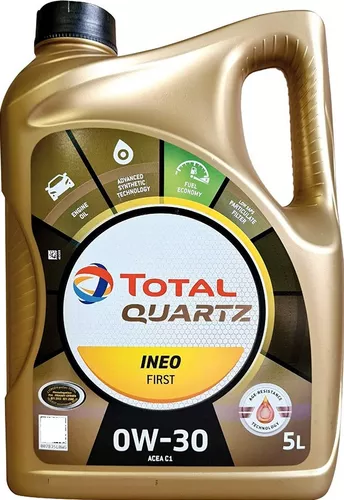 ENGINE
OIL
ADVANCED
SYNTHETIC
TECHNOLOGY
FUEL
ECONOMY
LOW SAPS
PARTICULATE
FILTER
TOTAL
QUARTZ
INEO
FIRST
AGE-RESISTANCE
TECHNOLOGY
0W-30
ACEA C1
5L